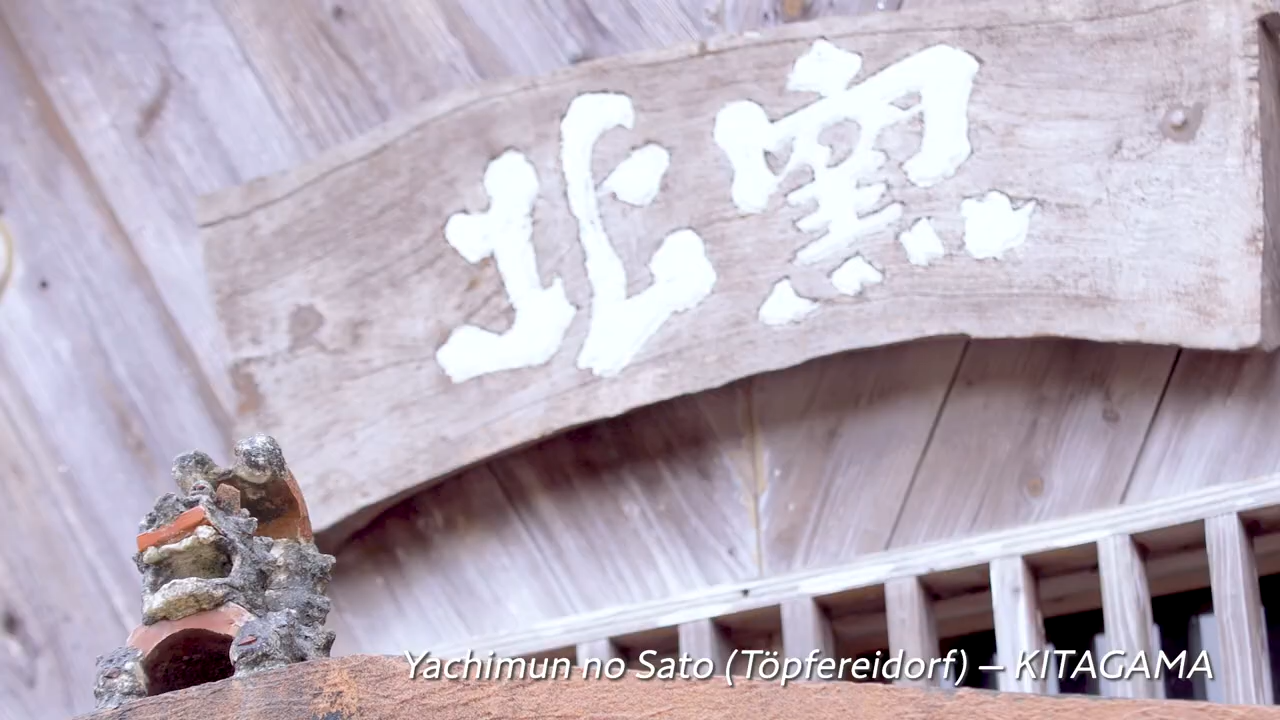 北窯
Yachimun no Sato (Töpfereidorf) – KITAGAMA